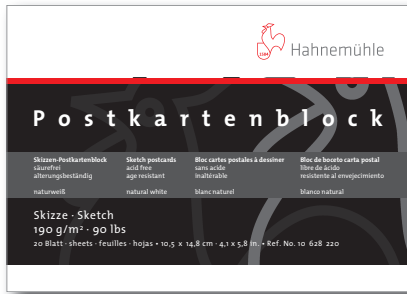 Hahnemühle
Postkartenblock
Skizzen-Postkartenblock
säurefrei
alterungsbeständig
naturweiß
Sketch postcards
acid free
age resistant
natural white
Bloc cartes postales à dessiner
sans acide
inaltérable
blanc naturel
Bloc de boceto carta postal
libre de ácido
resistente al envejecimiento
blanco natural
Skizze · Sketch
190 g/m² · 90 lbs
20 Blatt · sheets · feuilles · hojas • 10,5 x 14,8 cm · 4,1 x 5,8 in. • Ref. No. 10 628 220